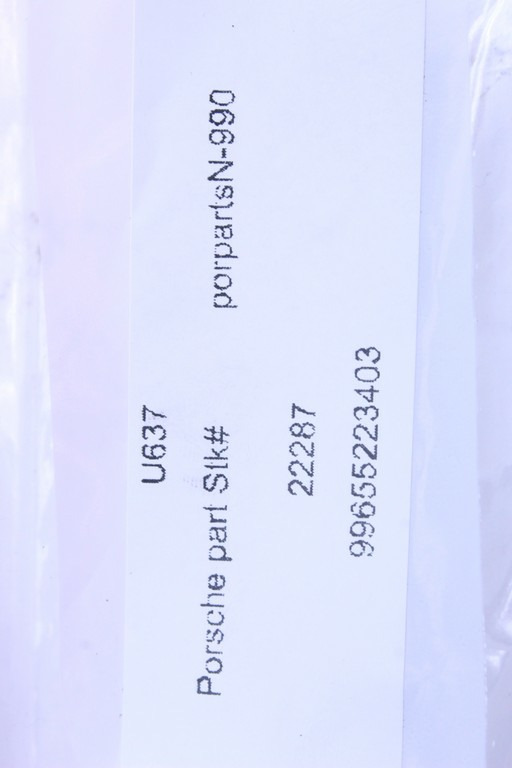 U637
Porsche part Stk# porpartsN-990
22287
99655223403